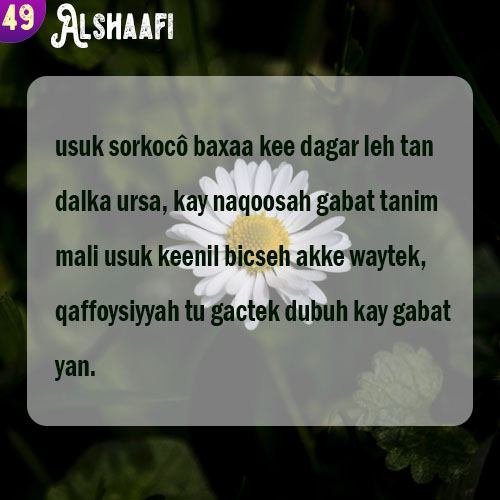 49
Alshaafi
usuk sorkocô baxaa kee dagar leh tan
dalka ursa, kay naqoosah gabat tanim
mali usuk keenil bicseh akke waytek,
qaffoysiyyah tu gactek dubuh kay gabat
yan.